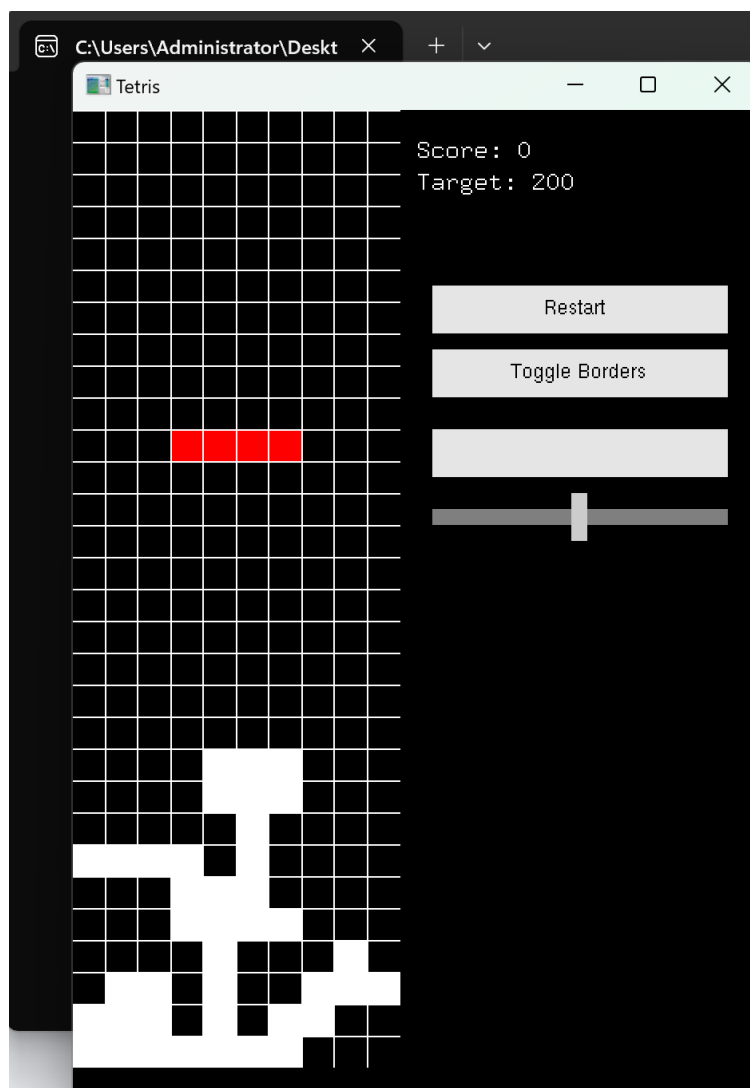 C:\Users\Administrator\Deskt
Tetris
Score: 0
Target: 200
Restart
Toggle Borders